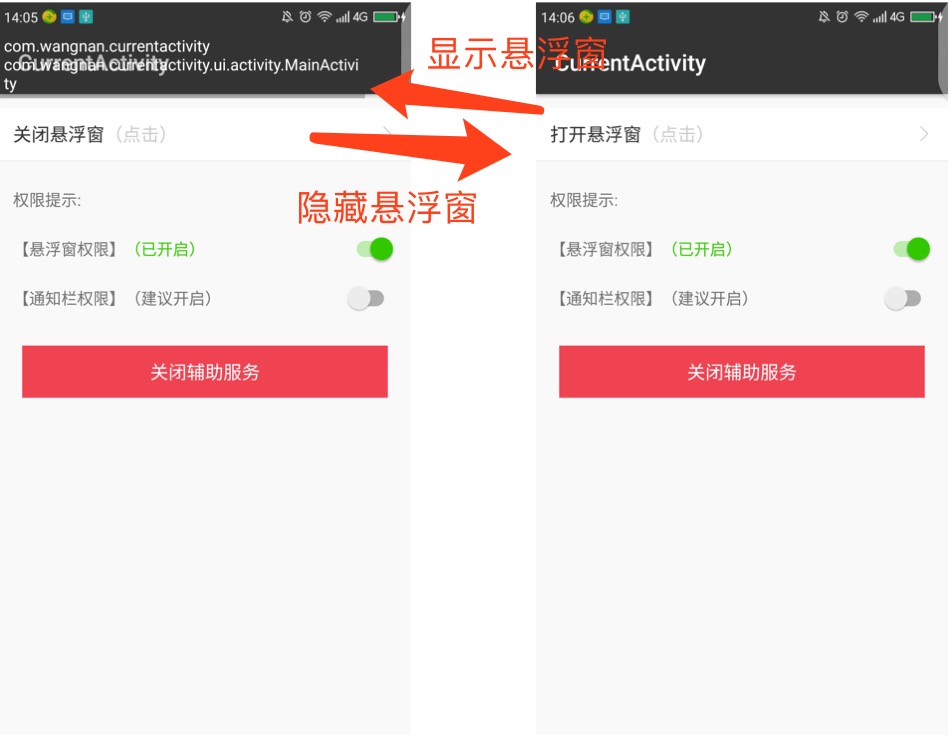 14:05
4G
com.wangnan.currentactivity
CurrentActivity
com.wangnan.currentactivity.ui.activity.MainActivi
ty
关闭悬浮窗（点击）
权限提示:
【悬浮窗权限】（已开启）
【通知栏权限】（建议开启）
关闭辅助服务
显示悬浮窗
隐藏悬浮窗
14:06
4G
CurrentActivity
打开悬浮窗（点击）
权限提示:
【悬浮窗权限】（已开启）
【通知栏权限】（建议开启）
关闭辅助服务